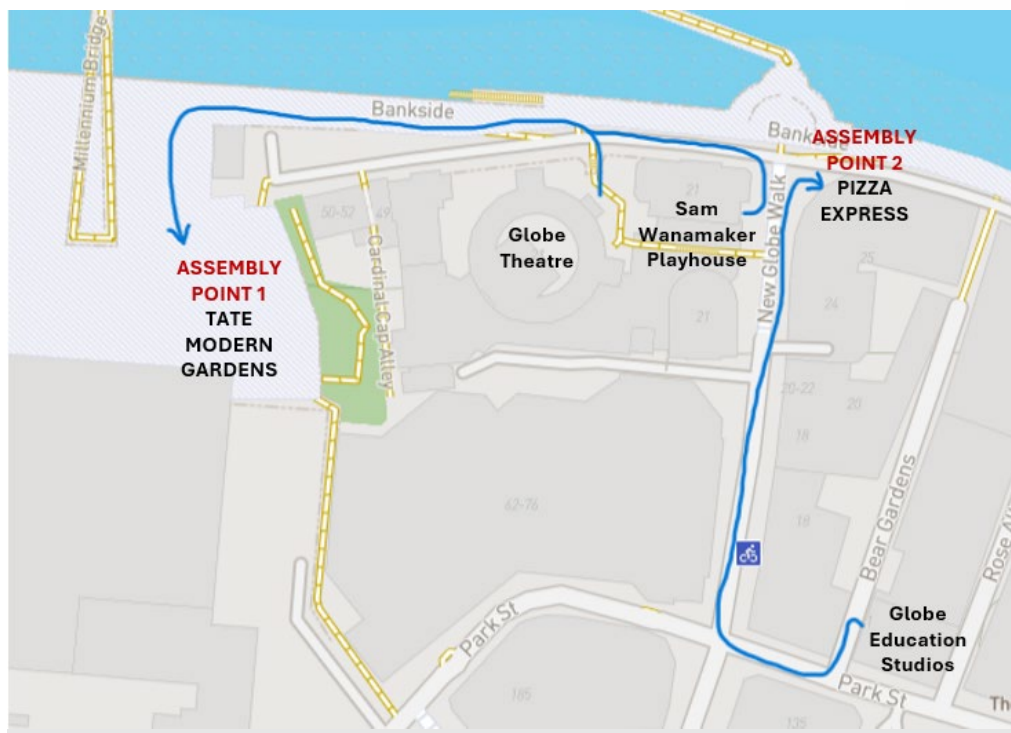 Millennium Bridge
Bankside
Bankside
ASSEMBLY
POINT 2
PIZZA
EXPRESS
21
50-52
49
Sam
Wanamaker
Playhouse
Globe
Theatre
New Globe Walk
25
ASSEMBLY
POINT 1
TATE
MODERN
GARDENS
Cardinal Cap Alley
21
24
20-22
20
18
62-76
18
Bear Gardens
Park St
Globe
Education
Studios
185
Park St
135